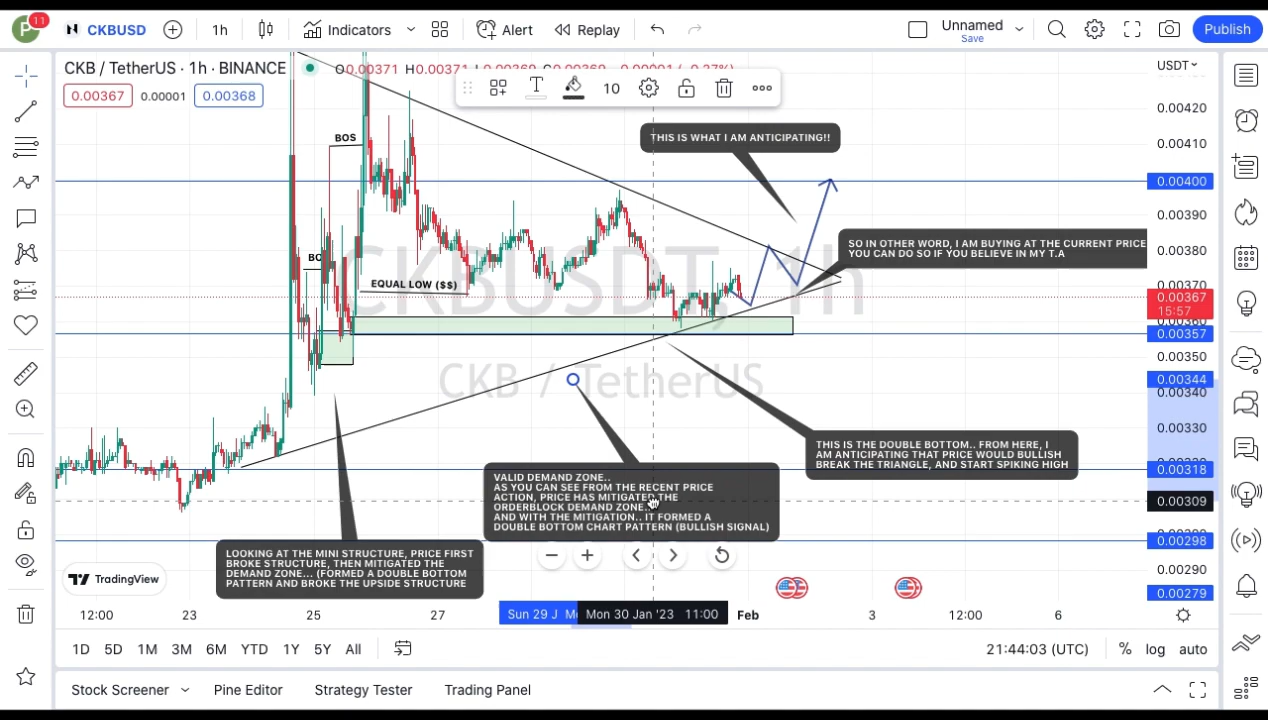 P 11
CKBUSD
1h
Indicators
Alert
Replay
Unnamed
Save
Publish
CKB / TetherUS · 1h · BINANCE
O0.00371 H0.00371
USDT
0.00367 0.00001 0.00368
10
0.00420
0.00410
0.00400
0.00390
0.00380
0.00367
15:57
0.00357
0.00350
0.00344
0.00340
0.00330
0.00318
0.00309
0.00298
0.00290
0.00279
BOS
EQUAL LOW ($$)
CKBUSDT, 1h
CKB / TetherUS
THIS IS WHAT I AM ANTICIPATING!!
SO IN OTHER WORD, I AM BUYING AT THE CURRENT PRICE
YOU CAN DO SO IF YOU BELIEVE IN MY T.A
THIS IS THE DOUBLE BOTTOM.. FROM HERE, I
AM ANTICIPATING THAT PRICE WOULD BULLISH
BREAK THE TRIANGLE, AND START SPIKING HIGH
VALID DEMAND ZONE..
AS YOU CAN SEE FROM THE RECENT PRICE
ACTION, PRICE HAS MITIGATED THE
ORDERBLOCK DEMAND ZONE..
AND WITH THE MITIGATION.. IT FORMED A
DOUBLE BOTTOM CHART PATTERN (BULLISH SIGNAL)
LOOKING AT THE MINI STRUCTURE, PRICE FIRST
BROKE STRUCTURE, THEN MITIGATED THE
DEMAND ZONE... (FORMED A DOUBLE BOTTOM
PATTERN AND BROKE THE UPSIDE STRUCTURE
TradingView
12:00 23 25 27 Sun 29 J Mon 30 Jan '23 11:00 Feb 3 12:00 6
1D 5D 1M 3M 6M YTD 1Y 5Y All
21:44:03 (UTC) % log auto
Stock Screener Pine Editor Strategy Tester Trading Panel